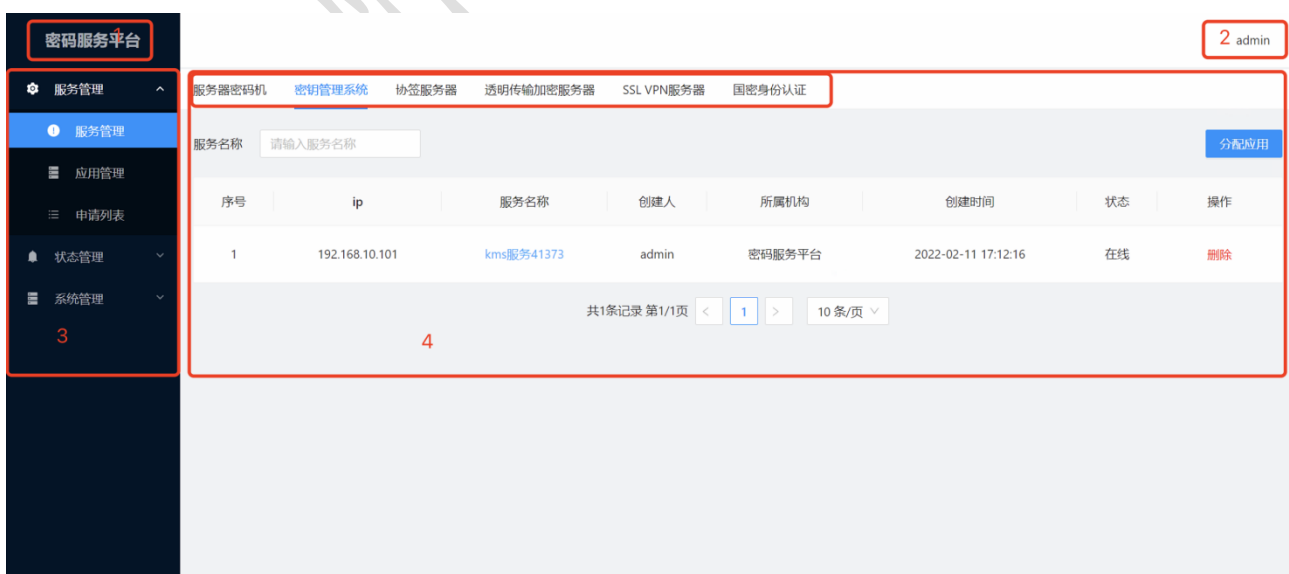 密码服务平台 1
2 admin
服务管理
服务管理
应用管理
申请列表
状态管理
系统管理
3
服务器密码机 密钥管理系统 协签服务器 透明传输加密服务器 SSL VPN服务器 国密身份认证
服务名称 请输入服务名称 分配应用
序号 ip 服务名称 创建人 所属机构 创建时间 状态 操作
1 192.168.10.101 kms服务41373 admin 密码服务平台 2022-02-11 17:12:16 在线 删除
共1条记录 第1/1页 < 1 > 10 条/页
4